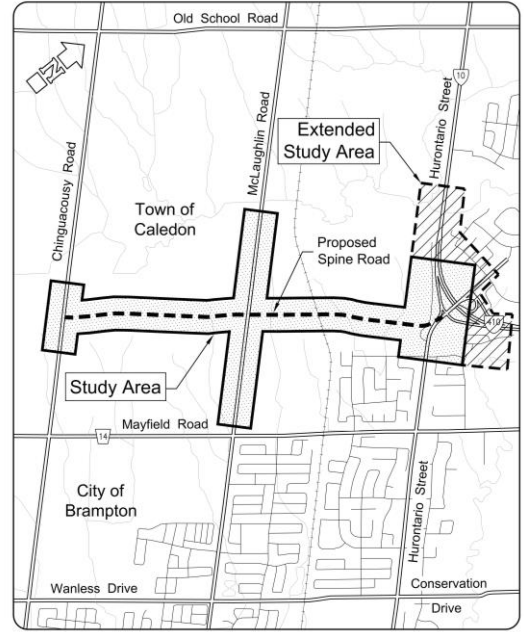 Old School Road
N
10
Hurontario Street
McLaughlin Road
Chinguacousy Road
Extended
Study Area
Town of
Caledon
Proposed
Spine Road
410
Study Area
Mayfield Road
14
City of
Brampton
Hurontario Street
Wanless Drive
Conservation
Drive